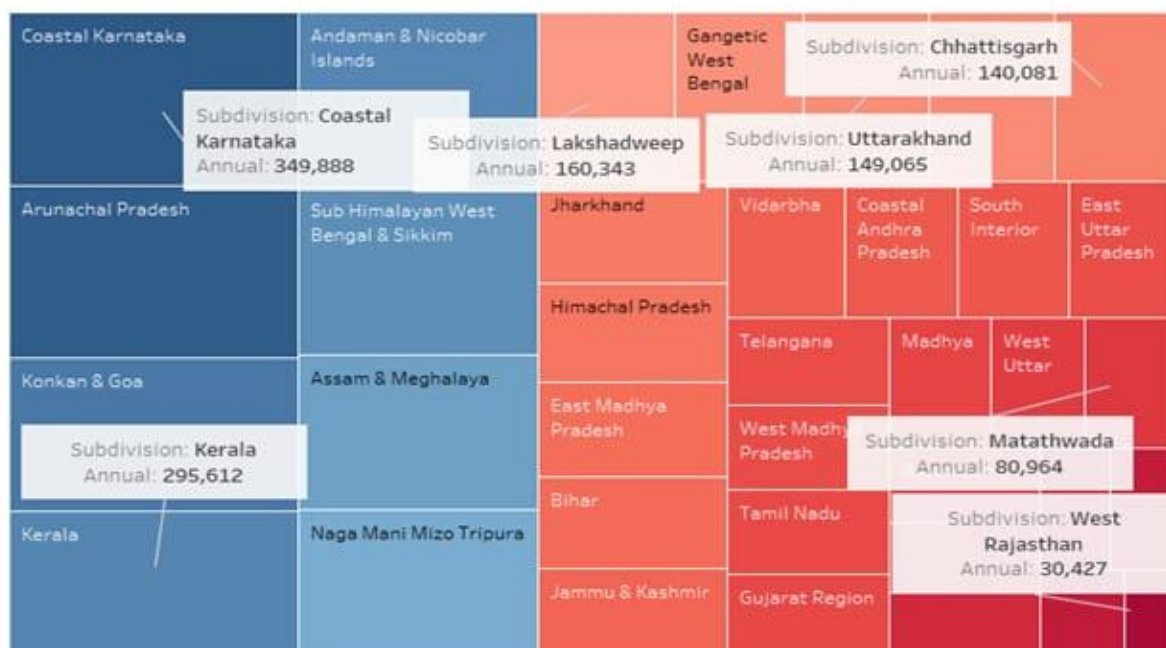 Coastal Karnataka
Andaman & Nicobar
Islands
Gangetic
West
Bengal
Subdivision: Chhattisgarh
Annual: 140,081
Subdivision: Coastal
Karnataka
Annual: 349,888
Subdivision: Lakshadweep
Annual: 160,343
Subdivision: Uttarakhand
Annual: 149,065
Arunachal Pradesh
Sub Himalayan West
Bengal & Sikkim
Jharkhand
Vidarbha
Coastal
Andhra
Pradesh
South
Interior
East
Uttar
Pradesh
Himachal Pradesh
Telangana
Madhya
West
Uttar
Konkan & Goa
Assam & Meghalaya
East Madhya
Pradesh
West Madhy
Pradesh
Subdivision: Kerala
Annual: 295,612
Subdivision: Matathwada
Annual: 80,964
Bihar
Tamil Nadu
Subdivision: West
Rajasthan
Annual: 30,427
Kerala
Naga Mani Mizo Tripura
Jammu & Kashmir
Gujarat Region